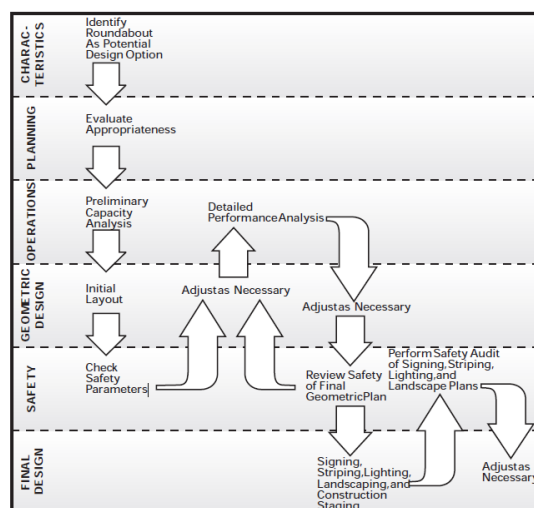 CHARAC-
TERISTICS
Identify
Roundabout
As Potential
Design Option
PLANNING
Evaluate
Appropriateness
OPERATIONS
Preliminary
Capacity
Analysis
Detailed
PerformanceAnalysis
GEOMETRIC
DESIGN
Initial
Layout
Adjustas Necessary
Adjustas Necessary
SAFETY
Check
Safety
Parameters
Review Safety
of Final
GeometricPlan
Perform Safety Audit
of Signing,Striping,
Lighting,and
Landscape Plans
FINAL
DESIGN
Signing,
Striping,Lighting,
Landscaping,and
Construction
Staging
Adjustas
Necessary